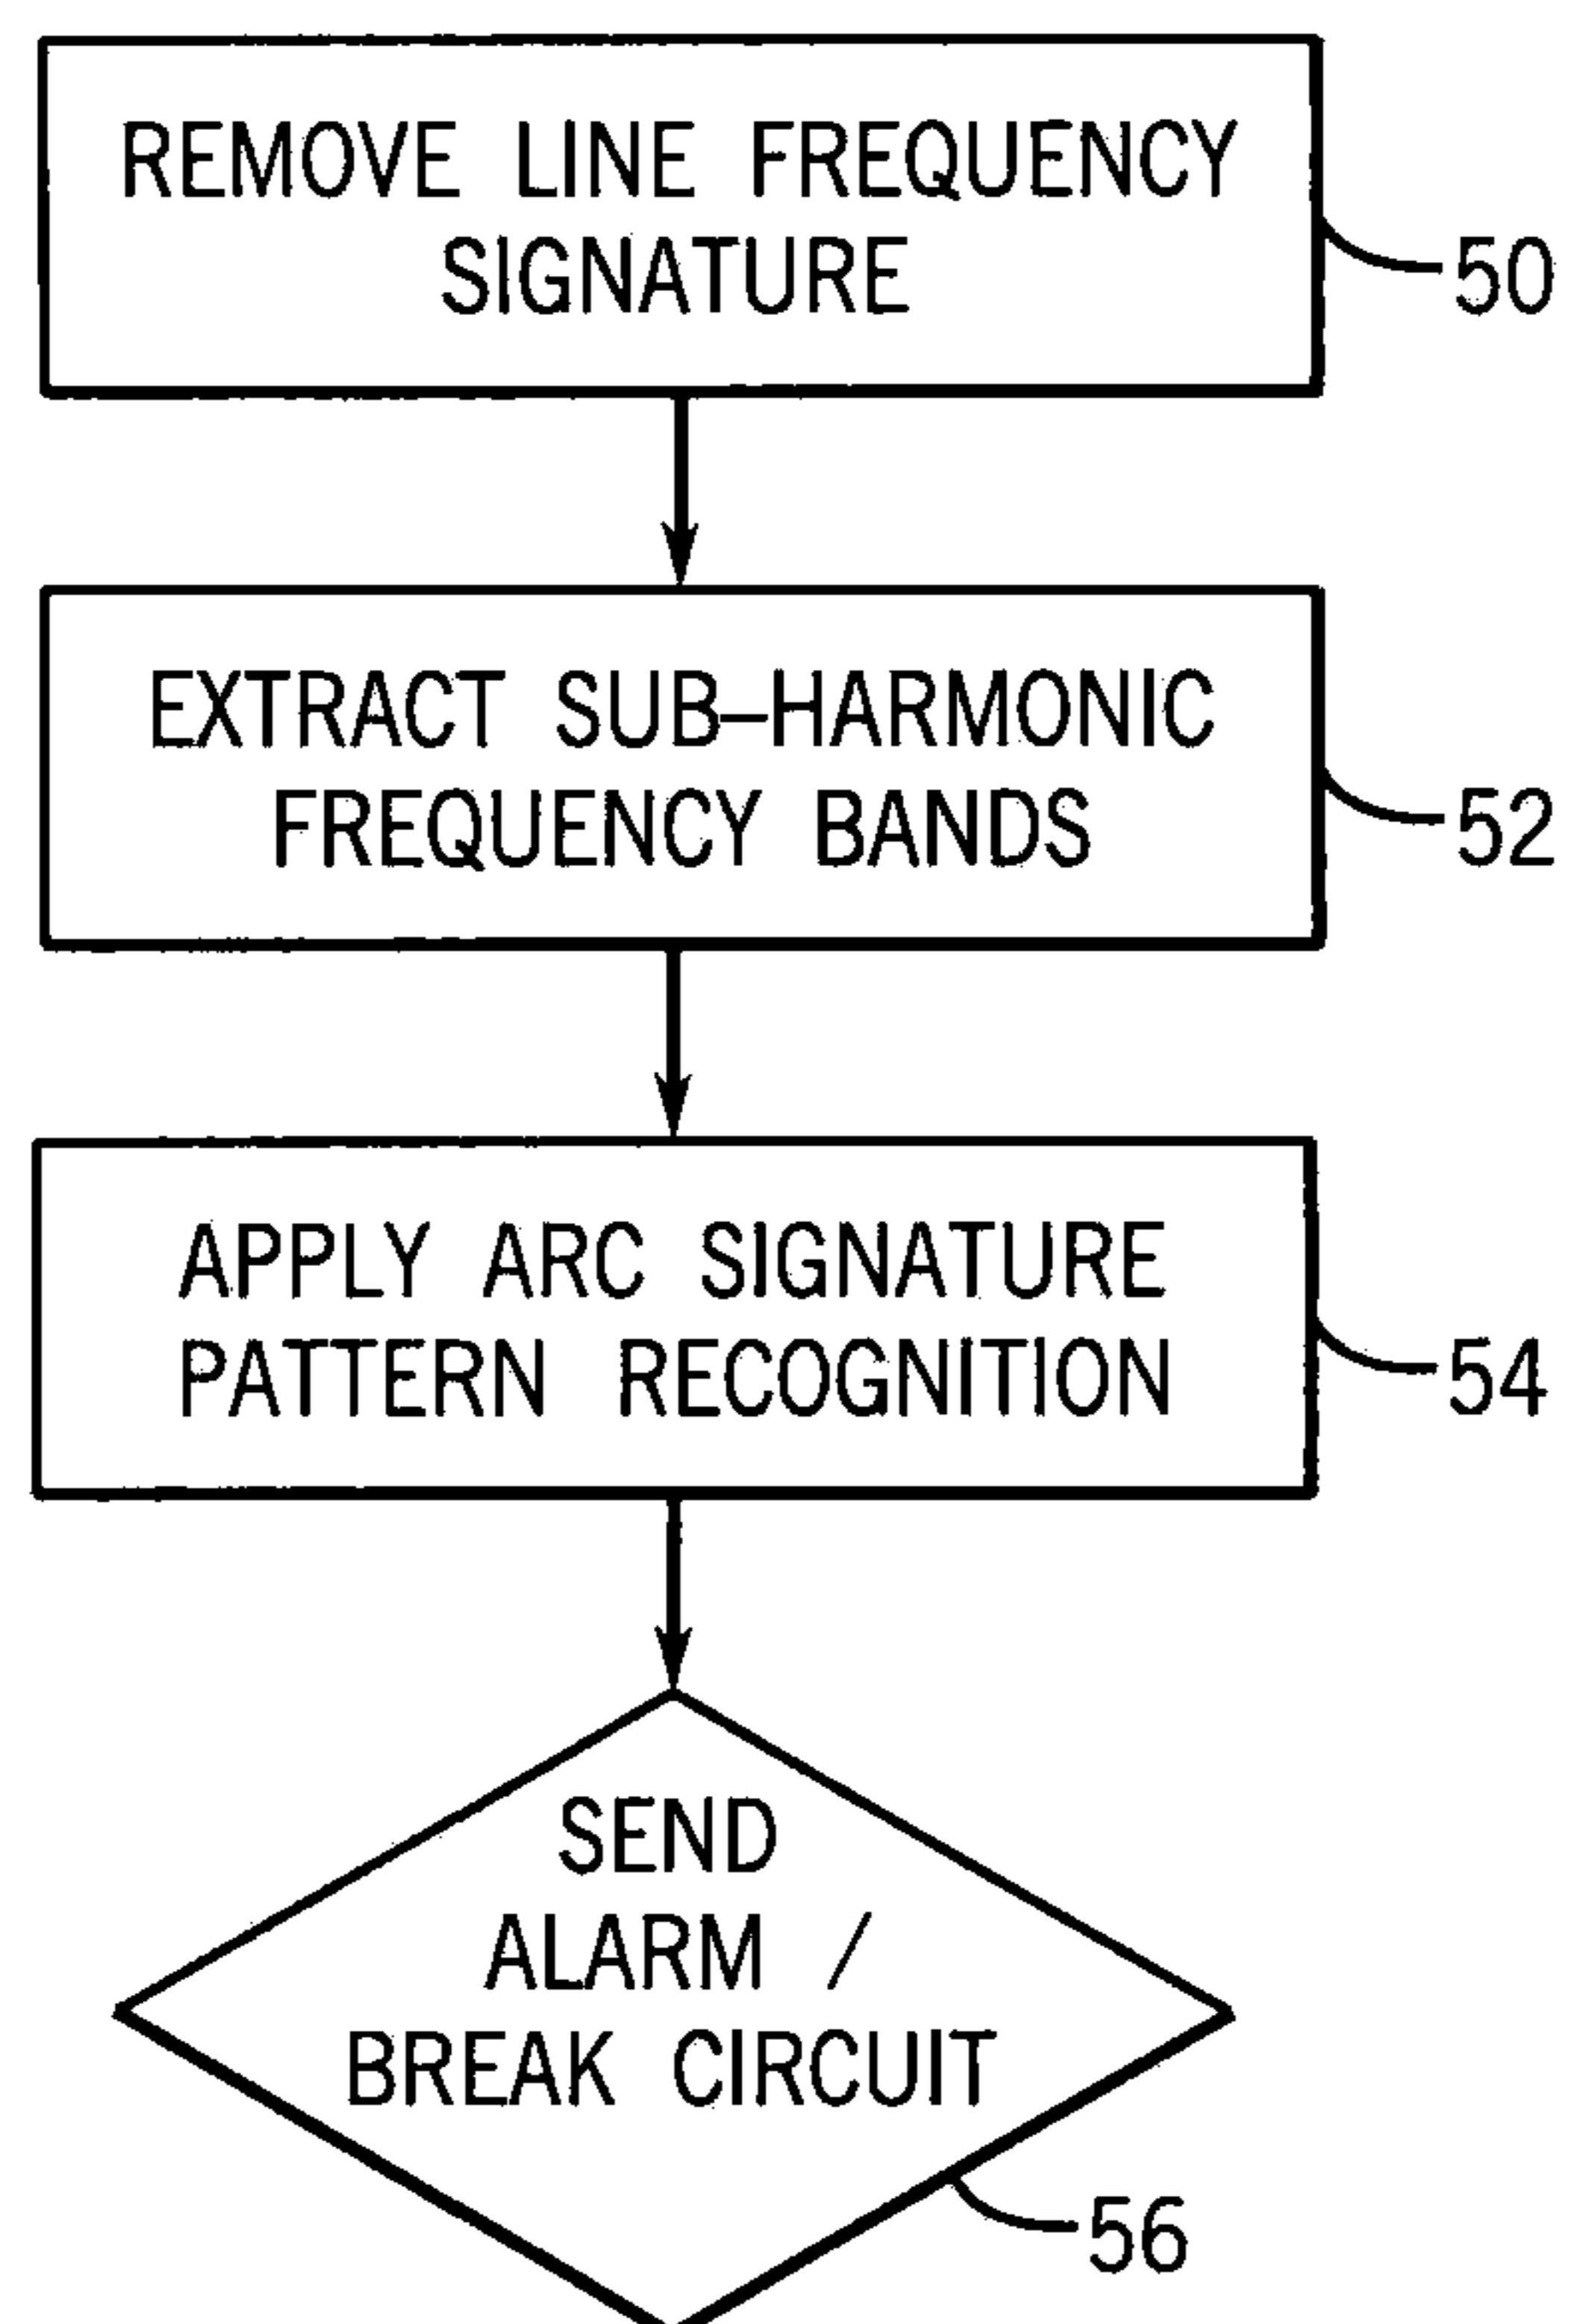 REMOVE LINE FREQUENCY
SIGNATURE
50
EXTRACT SUB-HARMONIC
FREQUENCY BANDS
52
APPLY ARC SIGNATURE
PATTERN RECOGNITION
54
SEND
ALARM /
BREAK CIRCUIT
56